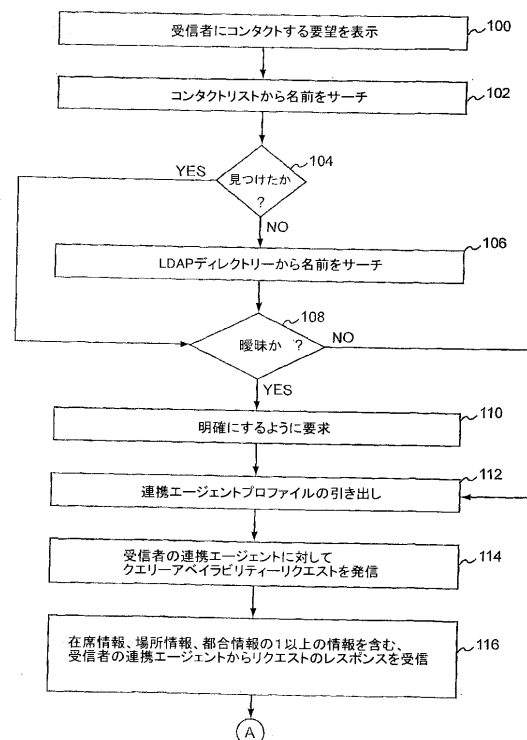 受信者にコンタクトする要望を表示
100
コンタクトリストから名前をサーチ
102
見つけたか
?
104
YES
NO
LDAPディレクトリーから名前をサーチ
106
曖昧か ?
108
NO
YES
明確にするように要求
110
連携エージェントプロファイルの引き出し
112
受信者の連携エージェントに対して
クエリーアベイラビリティーリクエストを発信
114
在席情報、場所情報、都合情報の1以上の情報を含む、
受信者の連携エージェントからリクエストのレスポンスを受信
116
A